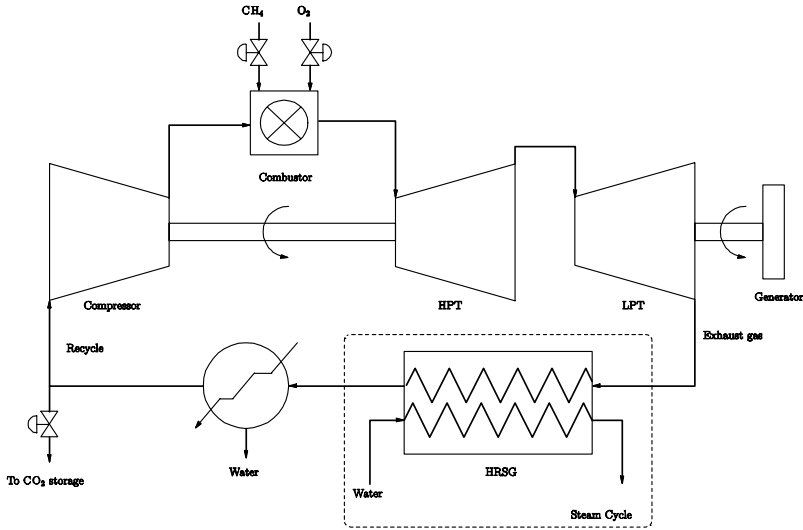 CH₄ O₂
Combustor
Compressor
HPT
LPT
Generator
Recycle
Exhaust gas
Water
HRSG
To CO₂ storage
Water
Steam Cycle